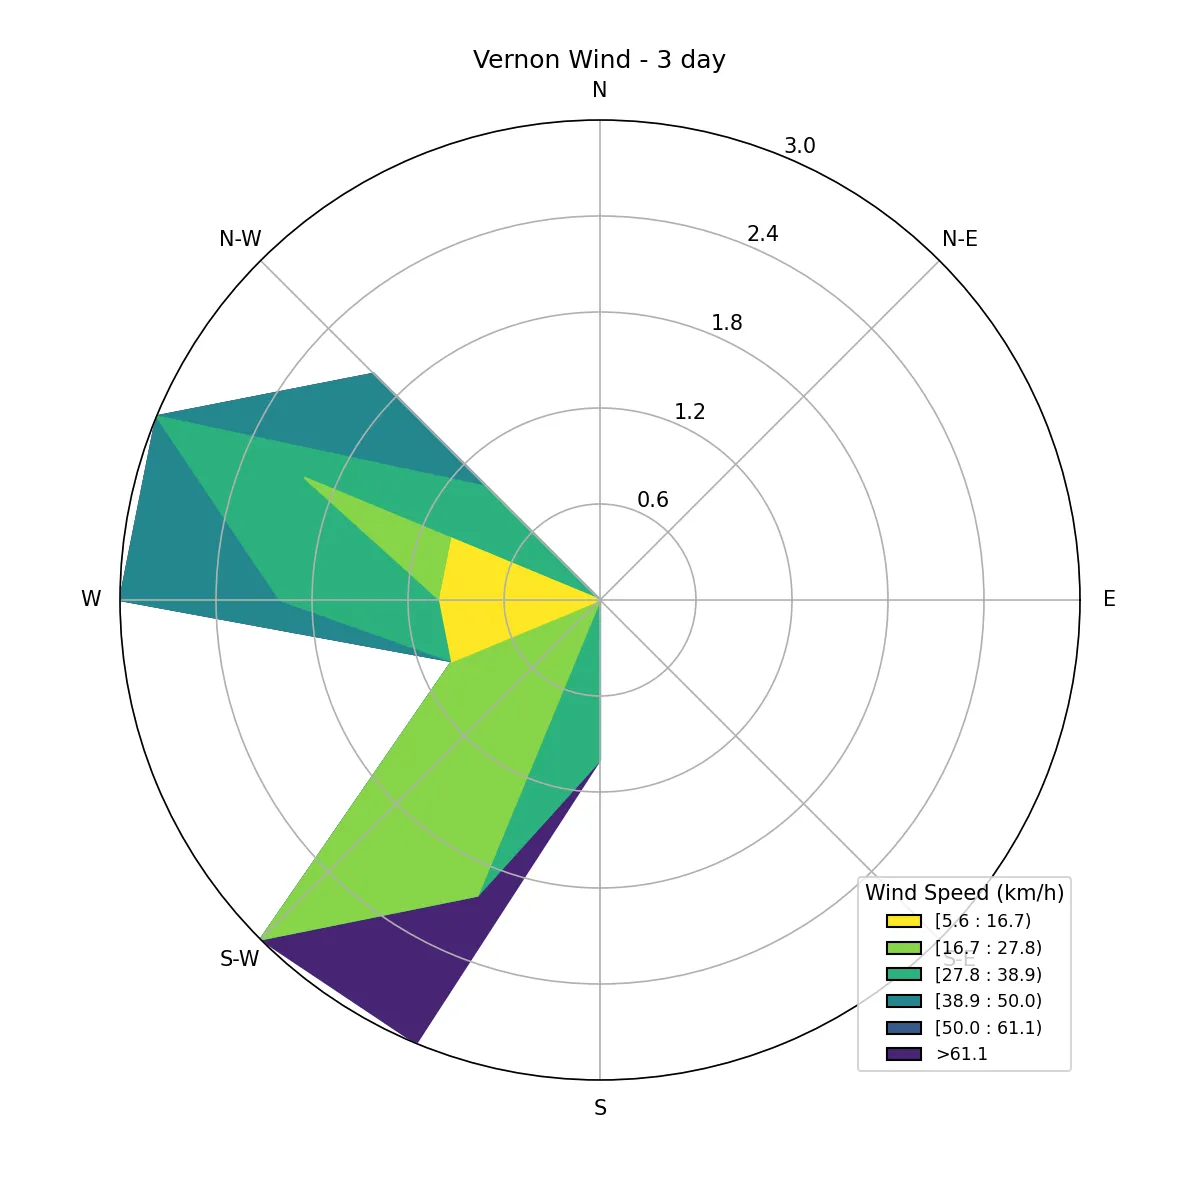 Vernon Wind - 3 day
N
3.0
N-W
N-E
2.4
1.8
1.2
0.6
W
E
S-W
S-E
S
Wind Speed (km/h)
[5.6 : 16.7)
[16.7 : 27.8)
[27.8 : 38.9)
[38.9 : 50.0)
[50.0 : 61.1)
>61.1